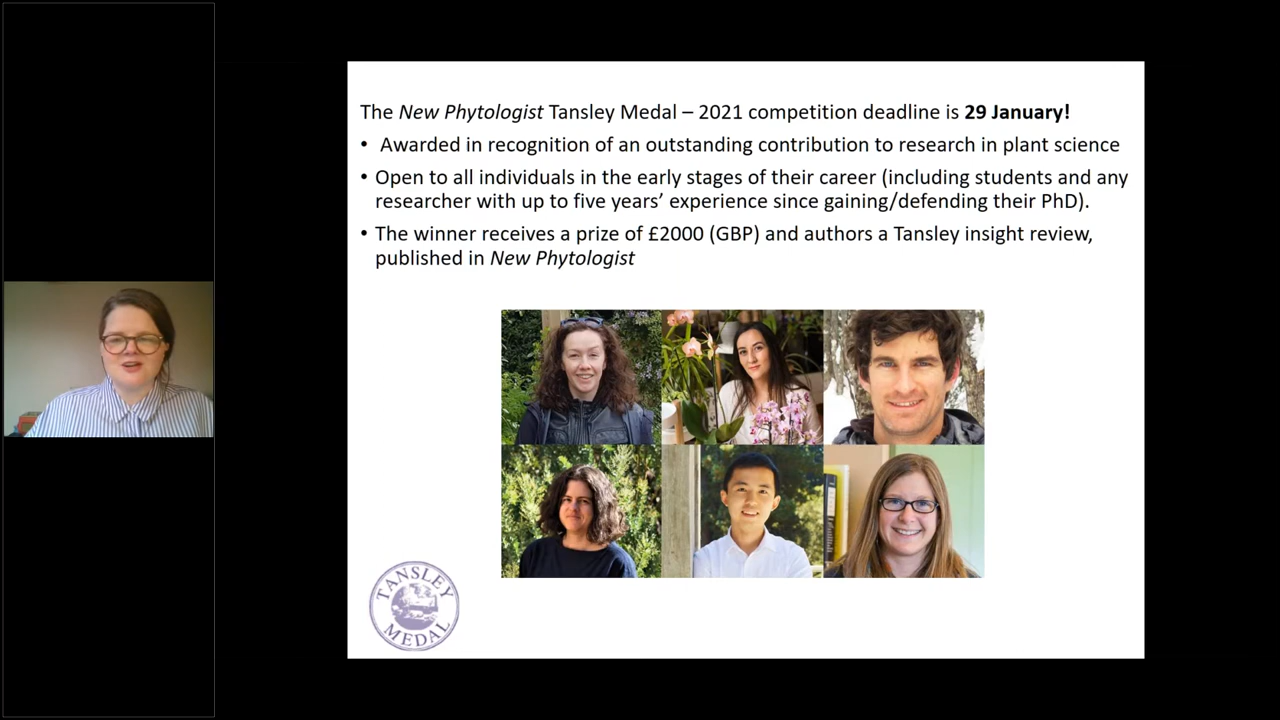 The New Phytologist Tansley Medal – 2021 competition deadline is 29 January!
• Awarded in recognition of an outstanding contribution to research in plant science
• Open to all individuals in the early stages of their career (including students and any
researcher with up to five years’ experience since gaining/defending their PhD).
• The winner receives a prize of £2000 (GBP) and authors a Tansley insight review,
published in New Phytologist
TANSLEY
MEDAL